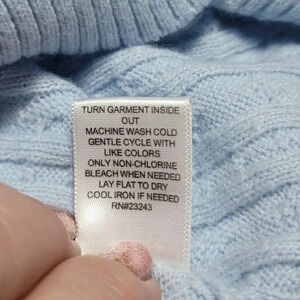 TURN GARMENT INSIDE
OUT
MACHINE WASH COLD
GENTLE CYCLE WITH
LIKE COLORS
ONLY NON-CHLORINE
BLEACH WHEN NEEDED
LAY FLAT TO DRY
COOL IRON IF NEEDED
RN#23243